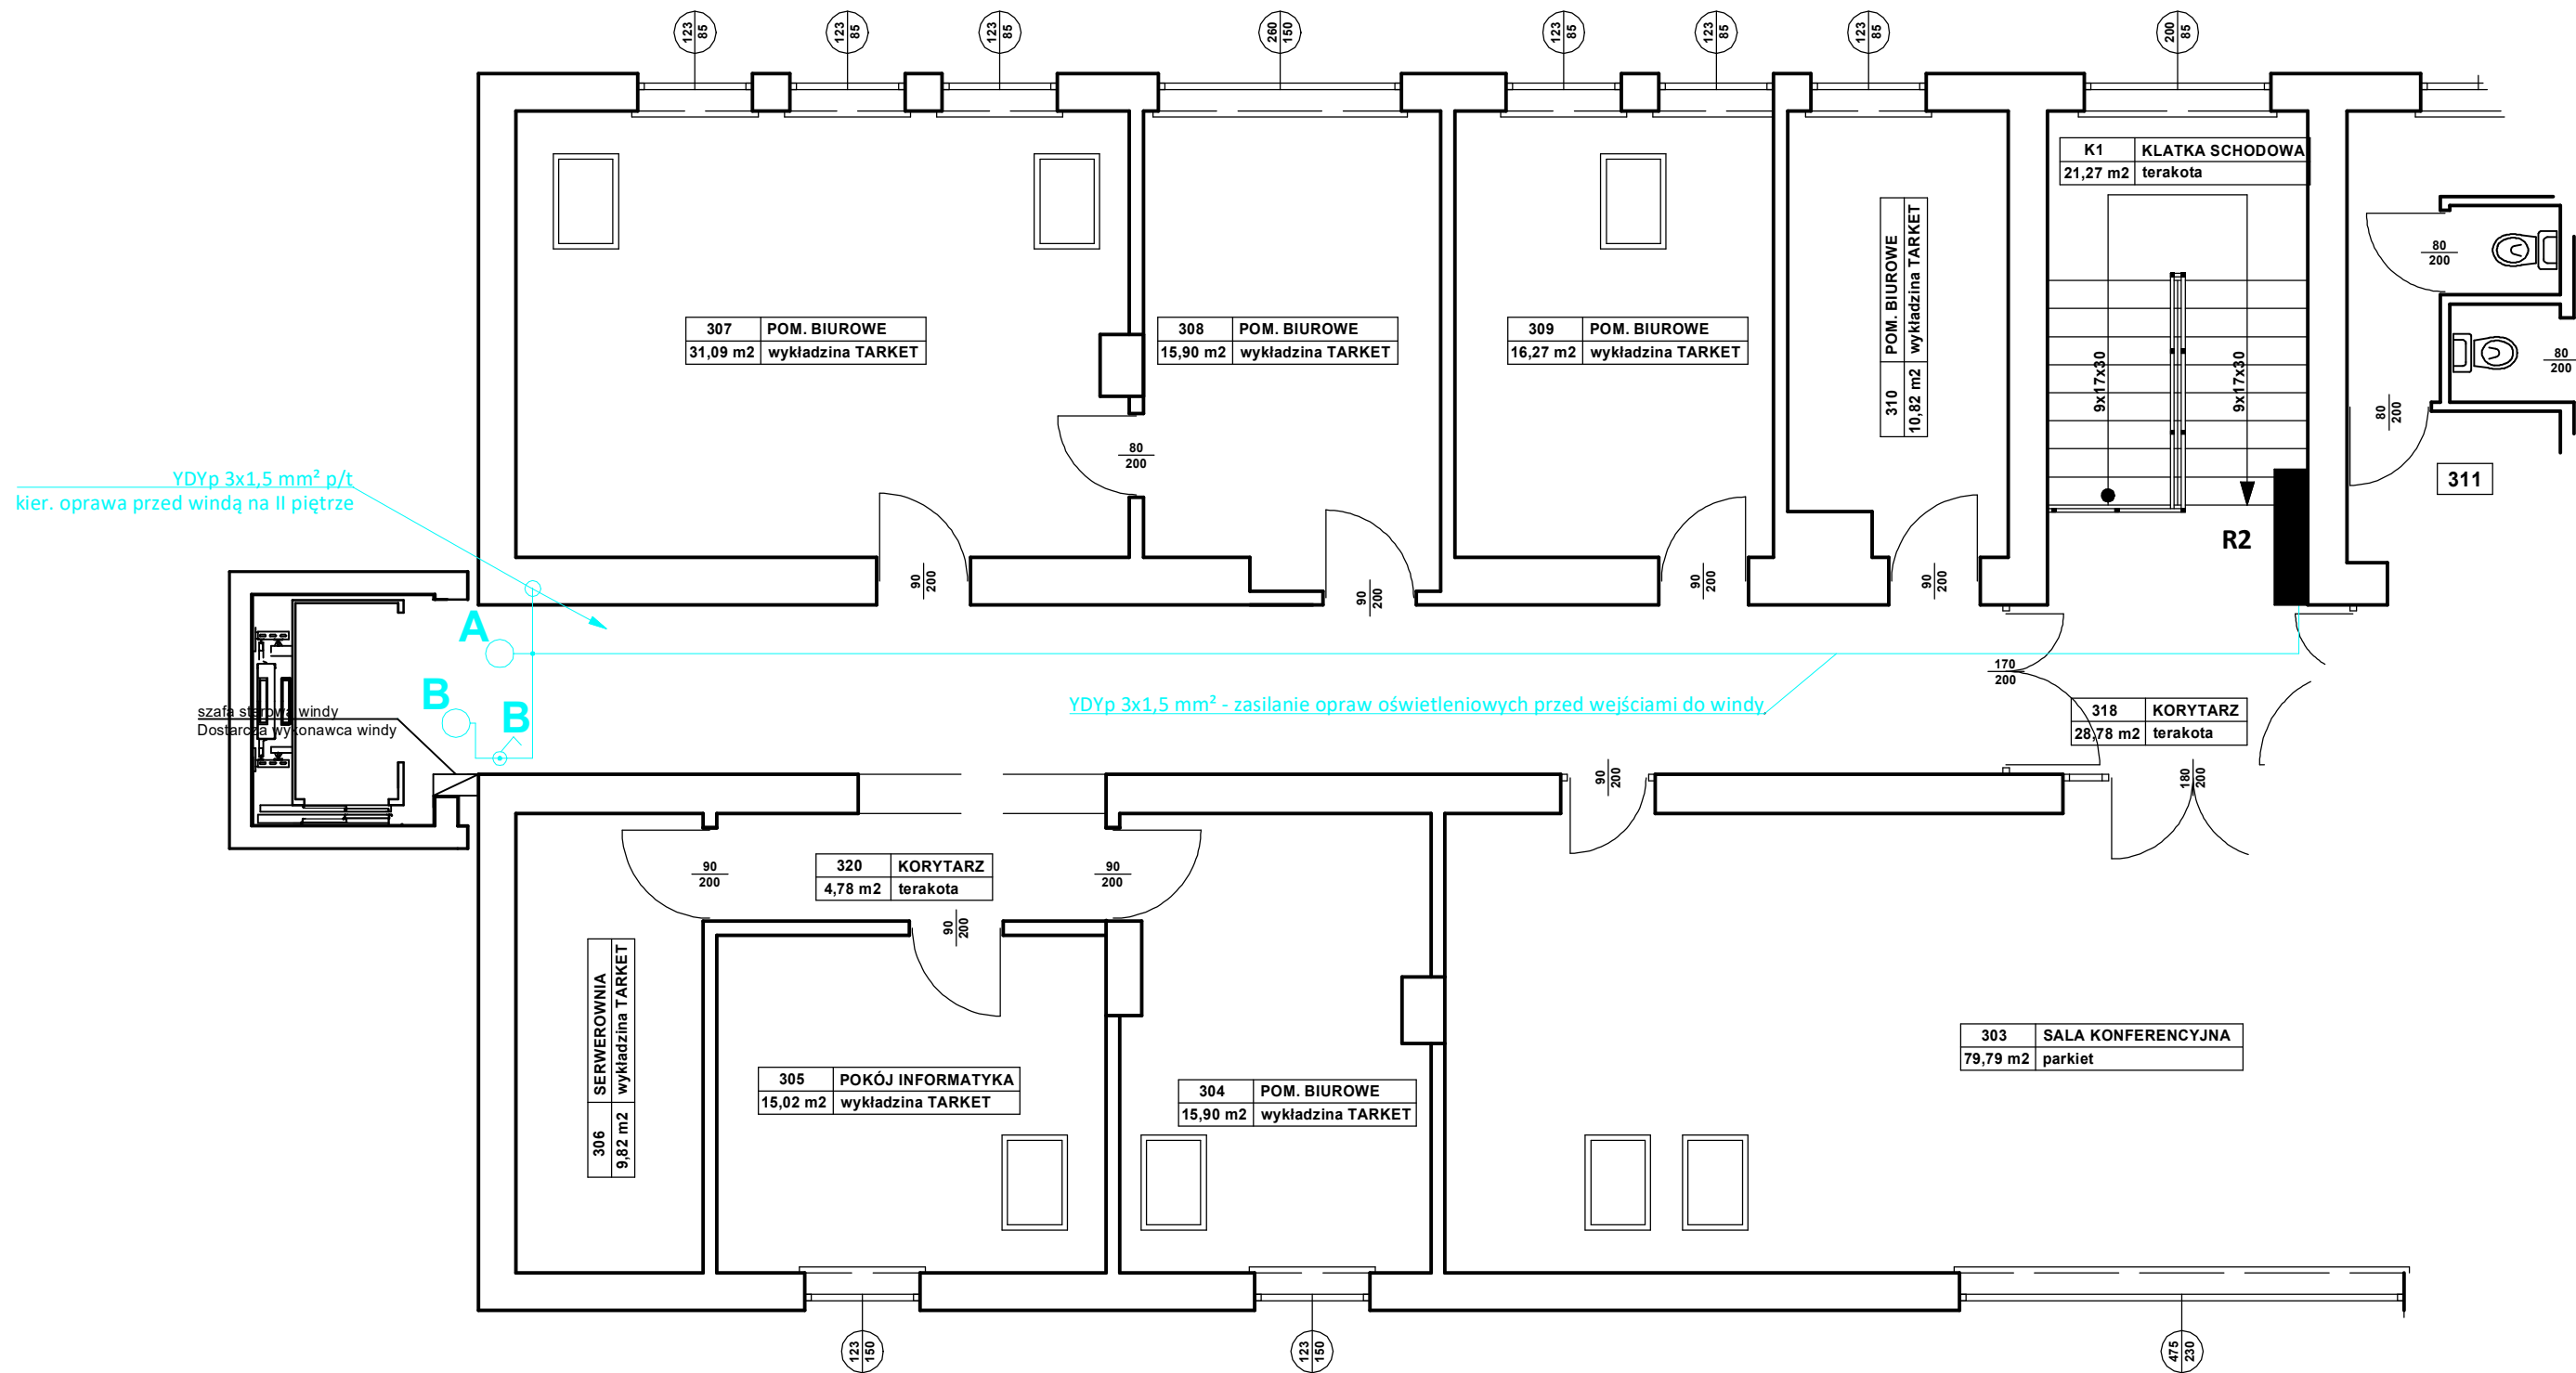 123
85
123
85
123
85
260
150
123
85
123
85
123
85
200
85
K1 KLATKA SCHODOWA
21,27 m2 terakota
80
200
80
200
80
200
311
9x17x30
9x17x30
R2
307 POM. BIUROWE
31,09 m2 wykładzina TARKET
308 POM. BIUROWE
15,90 m2 wykładzina TARKET
309 POM. BIUROWE
16,27 m2 wykładzina TARKET
310 POM. BIUROWE
10,82 m2 wykładzina TARKET
80
200
YDYp 3x1,5 mm² p/t
kier. oprawa przed windą na II piętrze
90
200
90
200
90
200
90
200
A
B
B
170
200
YDYp 3x1,5 mm² - zasilanie opraw oświetleniowych przed wejściami do windy
szafa sterowa windy
Dostarcza wykonawca windy
318 KORYTARZ
28,78 m2 terakota
90
200
180
200
90
200
320 KORYTARZ
4,78 m2 terakota
90
200
90
200
306 SERWEROWNIA
9,82 m2 wykładzina TARKET
305 POKÓJ INFORMATYKA
15,02 m2 wykładzina TARKET
304 POM. BIUROWE
15,90 m2 wykładzina TARKET
303 SALA KONFERENCYJNA
79,79 m2 parkiet
123
150
123
150
475
230